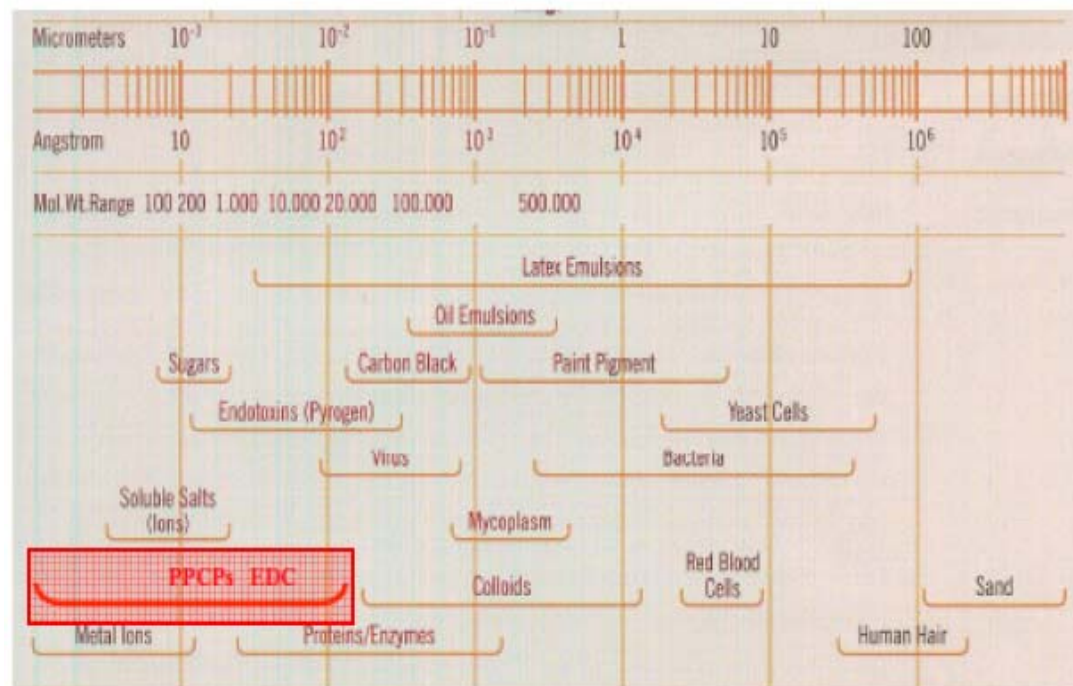 Micrometers 10⁻³ 10⁻² 10⁻¹ 1 10 100
Angstrom 10 10² 10³ 10⁴ 10⁵ 10⁶
Mol.Wt.Range 100 200 1.000 10.000 20.000 100.000 500.000
Latex Emulsions
Oil Emulsions
Sugars Carbon Black Paint Pigment
Endotoxins (Pyrogen) Yeast Cells
Virus Bacteria
Soluble Salts
(Ions) Mycoplasm
PPCPs EDC Colloids Red Blood
Cells Sand
Metal Ions Proteins/Enzymes Human Hair